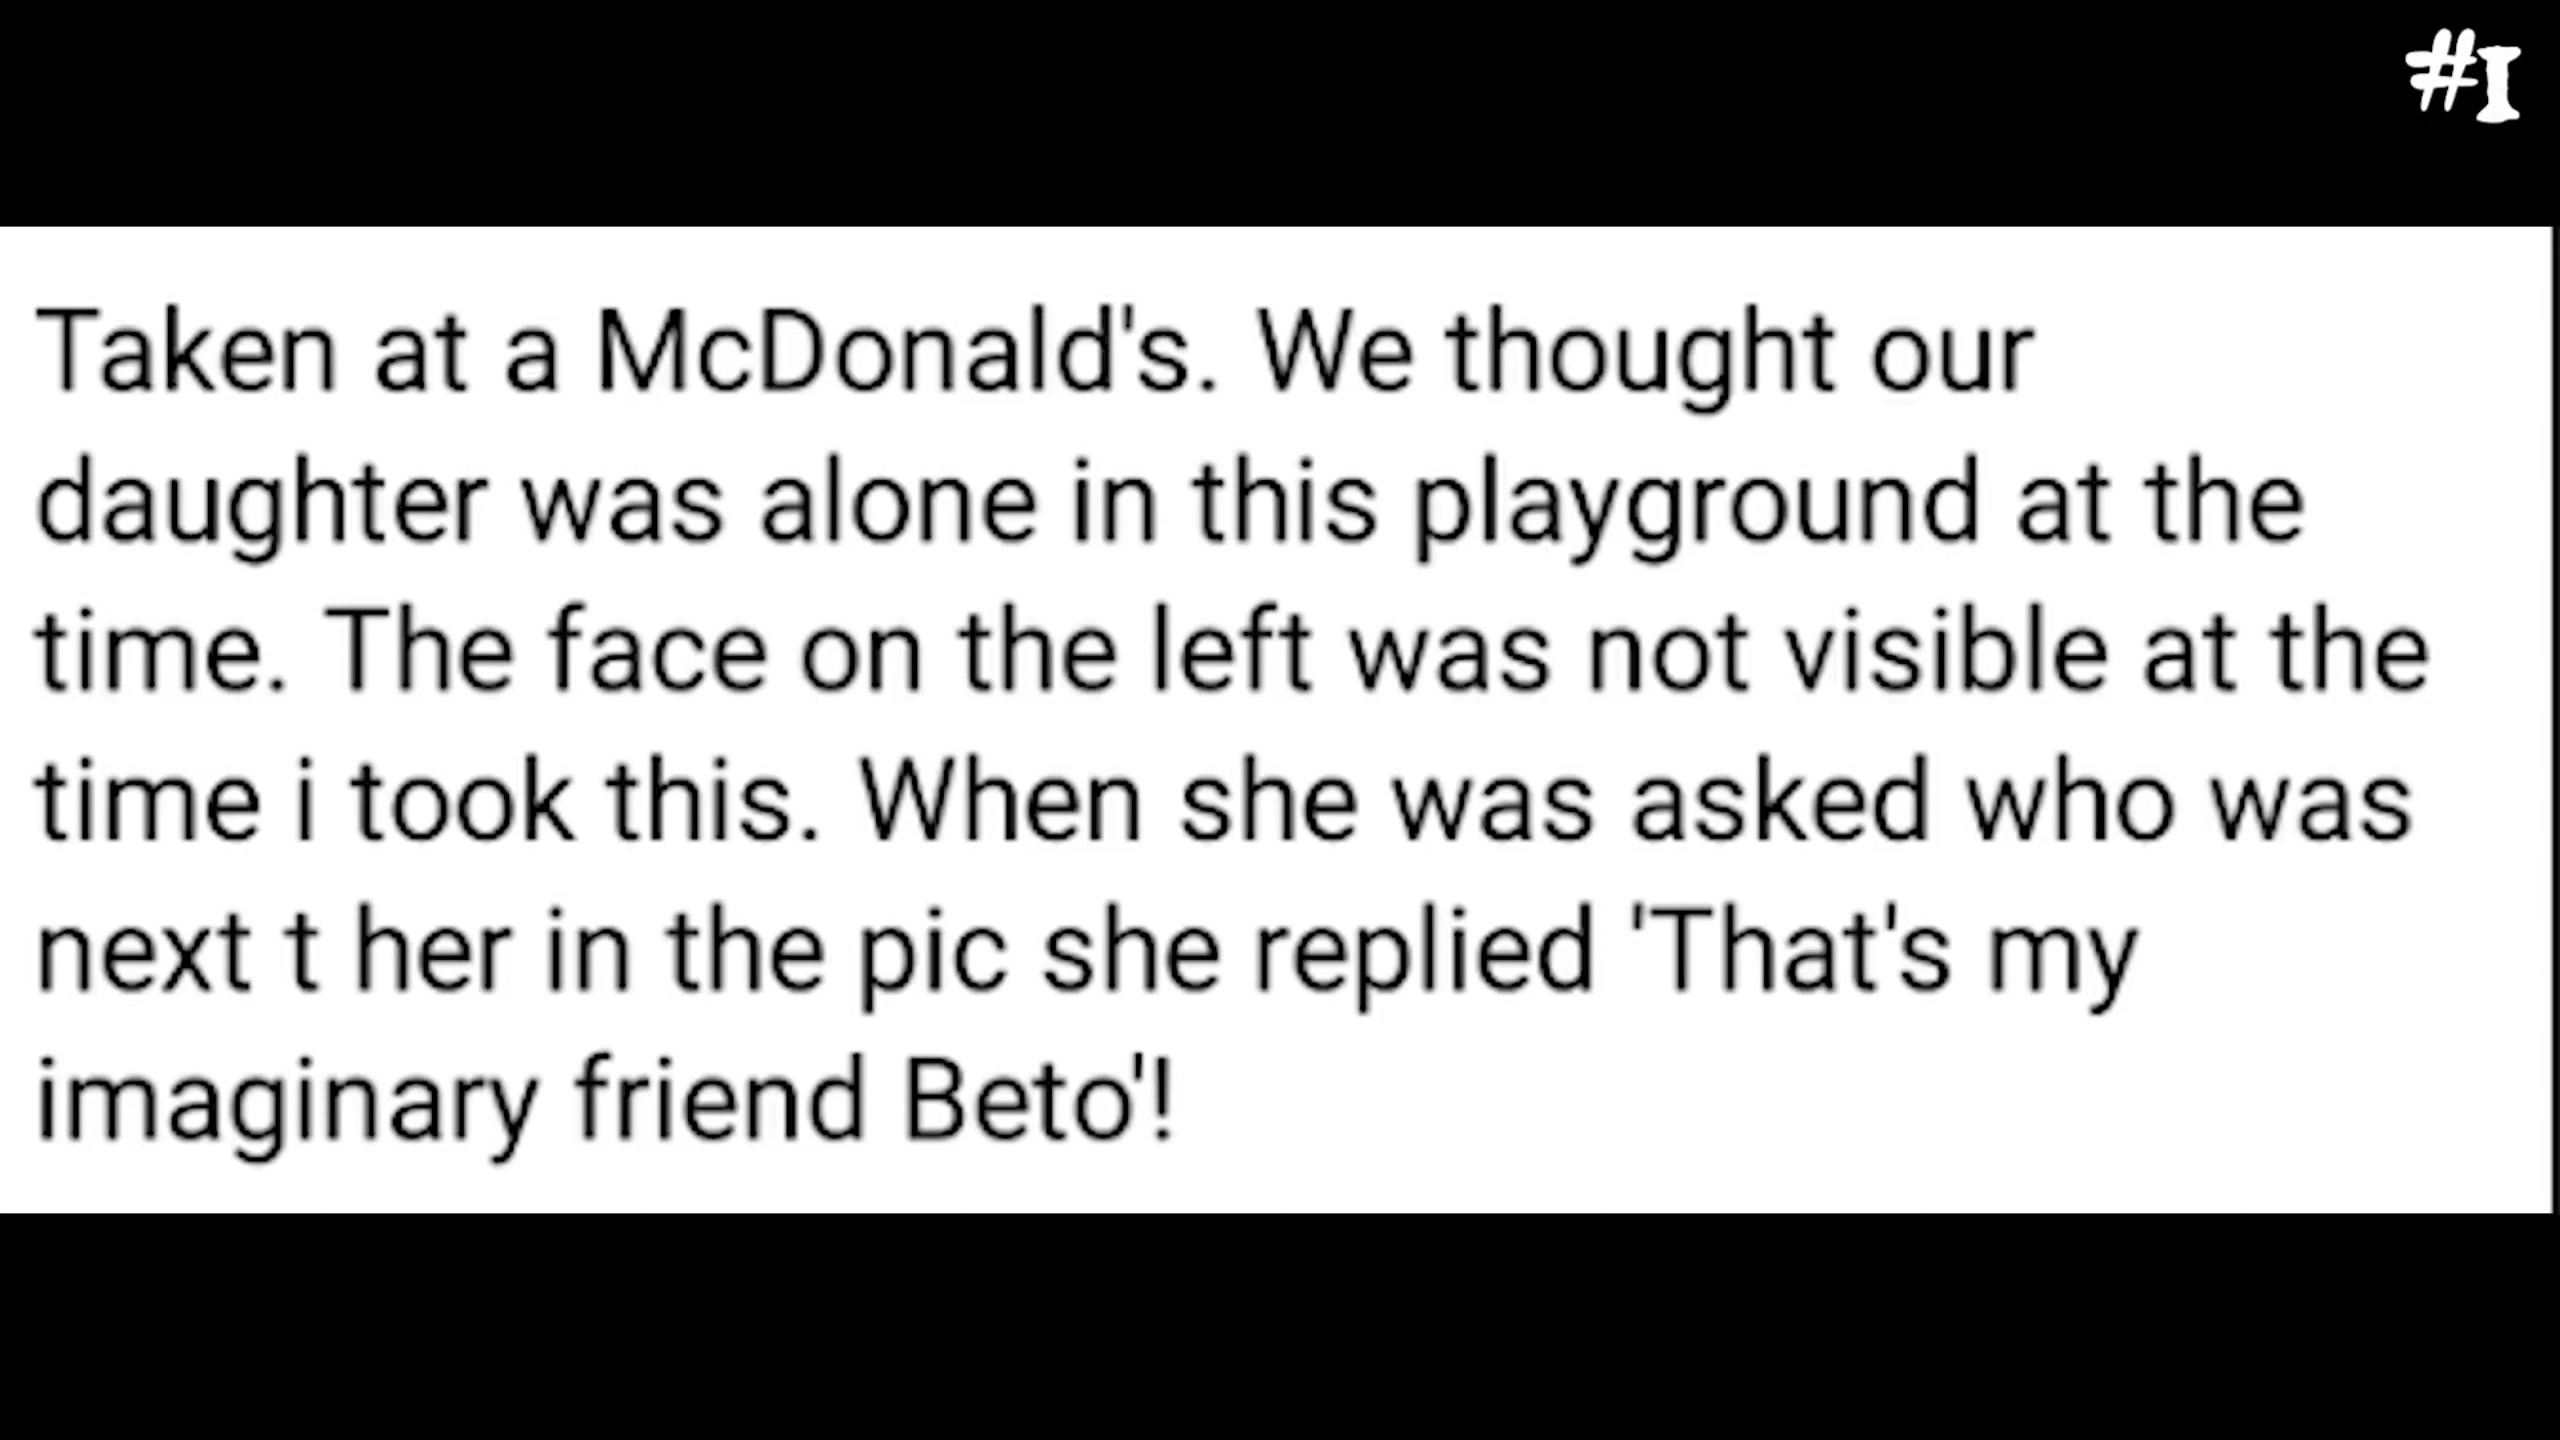 #1
Taken at a McDonald's. We thought our
daughter was alone in this playground at the
time. The face on the left was not visible at the
time i took this. When she was asked who was
next t her in the pic she replied 'That's my
imaginary friend Beto'!